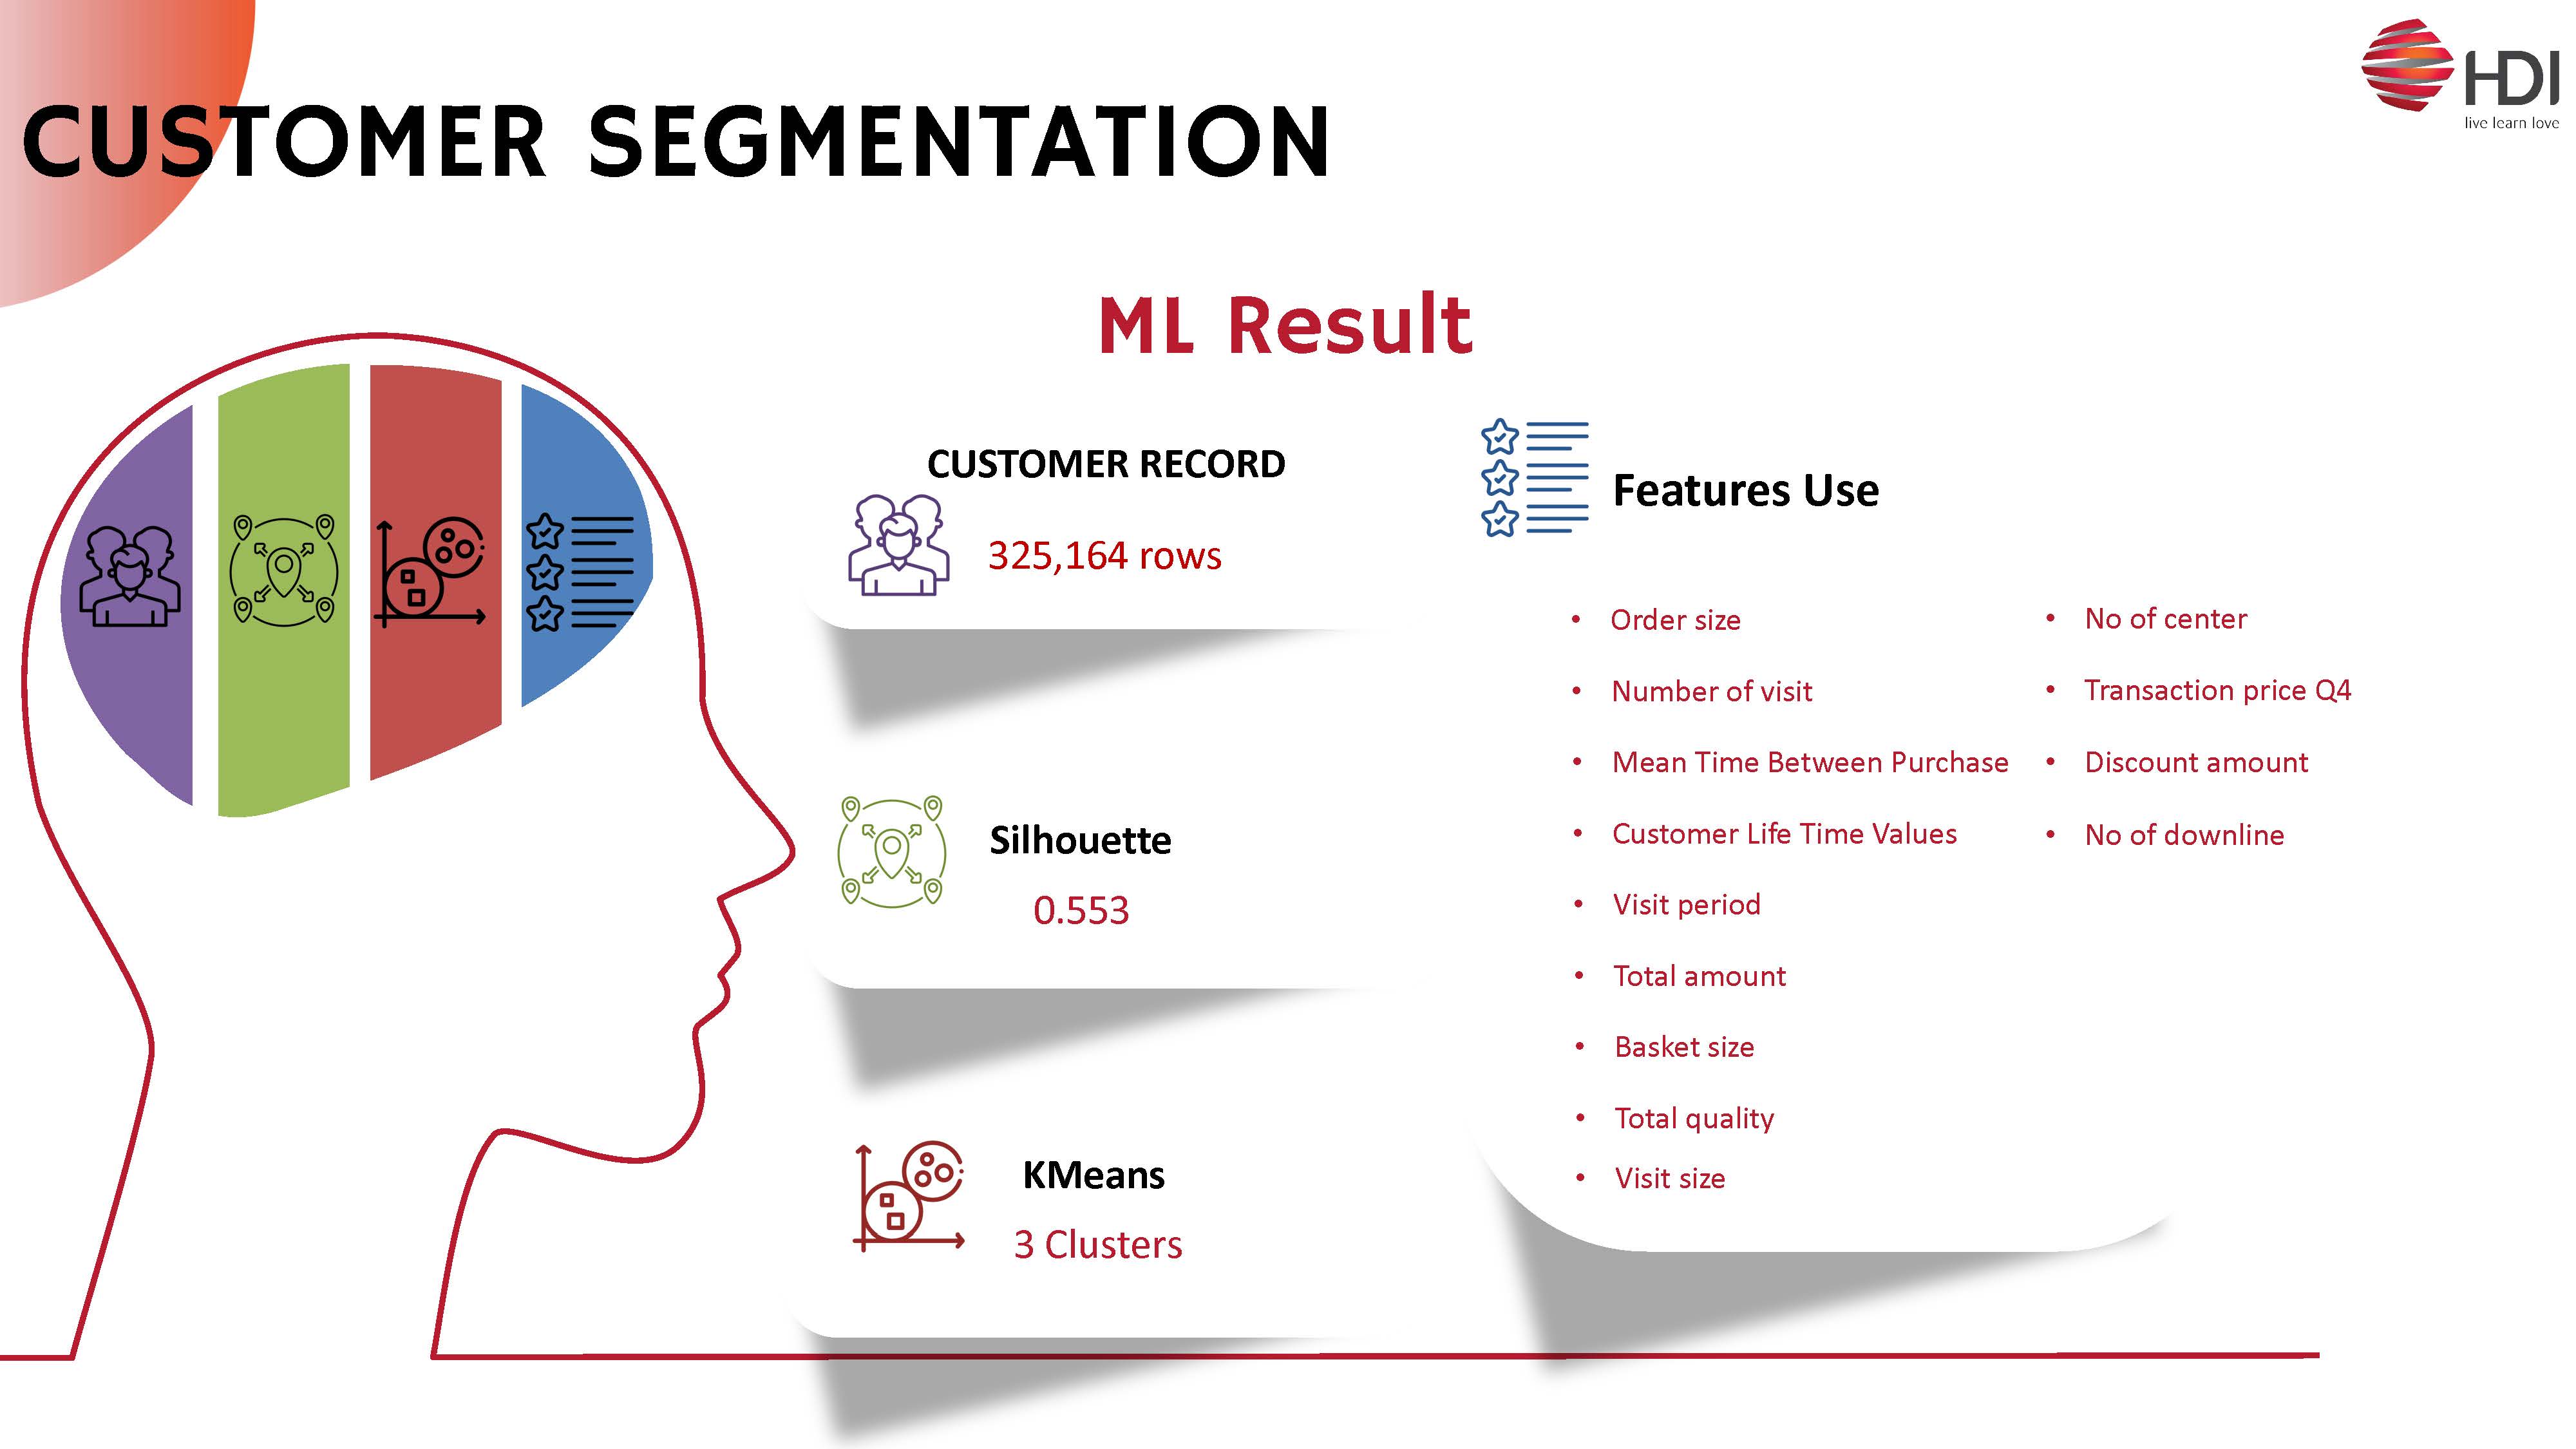 HDI
live learn love
CUSTOMER SEGMENTATION
ML Result
CUSTOMER RECORD
325,164 rows
Silhouette
0.553
KMeans
3 Clusters
Features Use
• Order size
• Number of visit
• Mean Time Between Purchase
• Customer Life Time Values
• Visit period
• Total amount
• Basket size
• Total quality
• Visit size
• No of center
• Transaction price Q4
• Discount amount
• No of downline